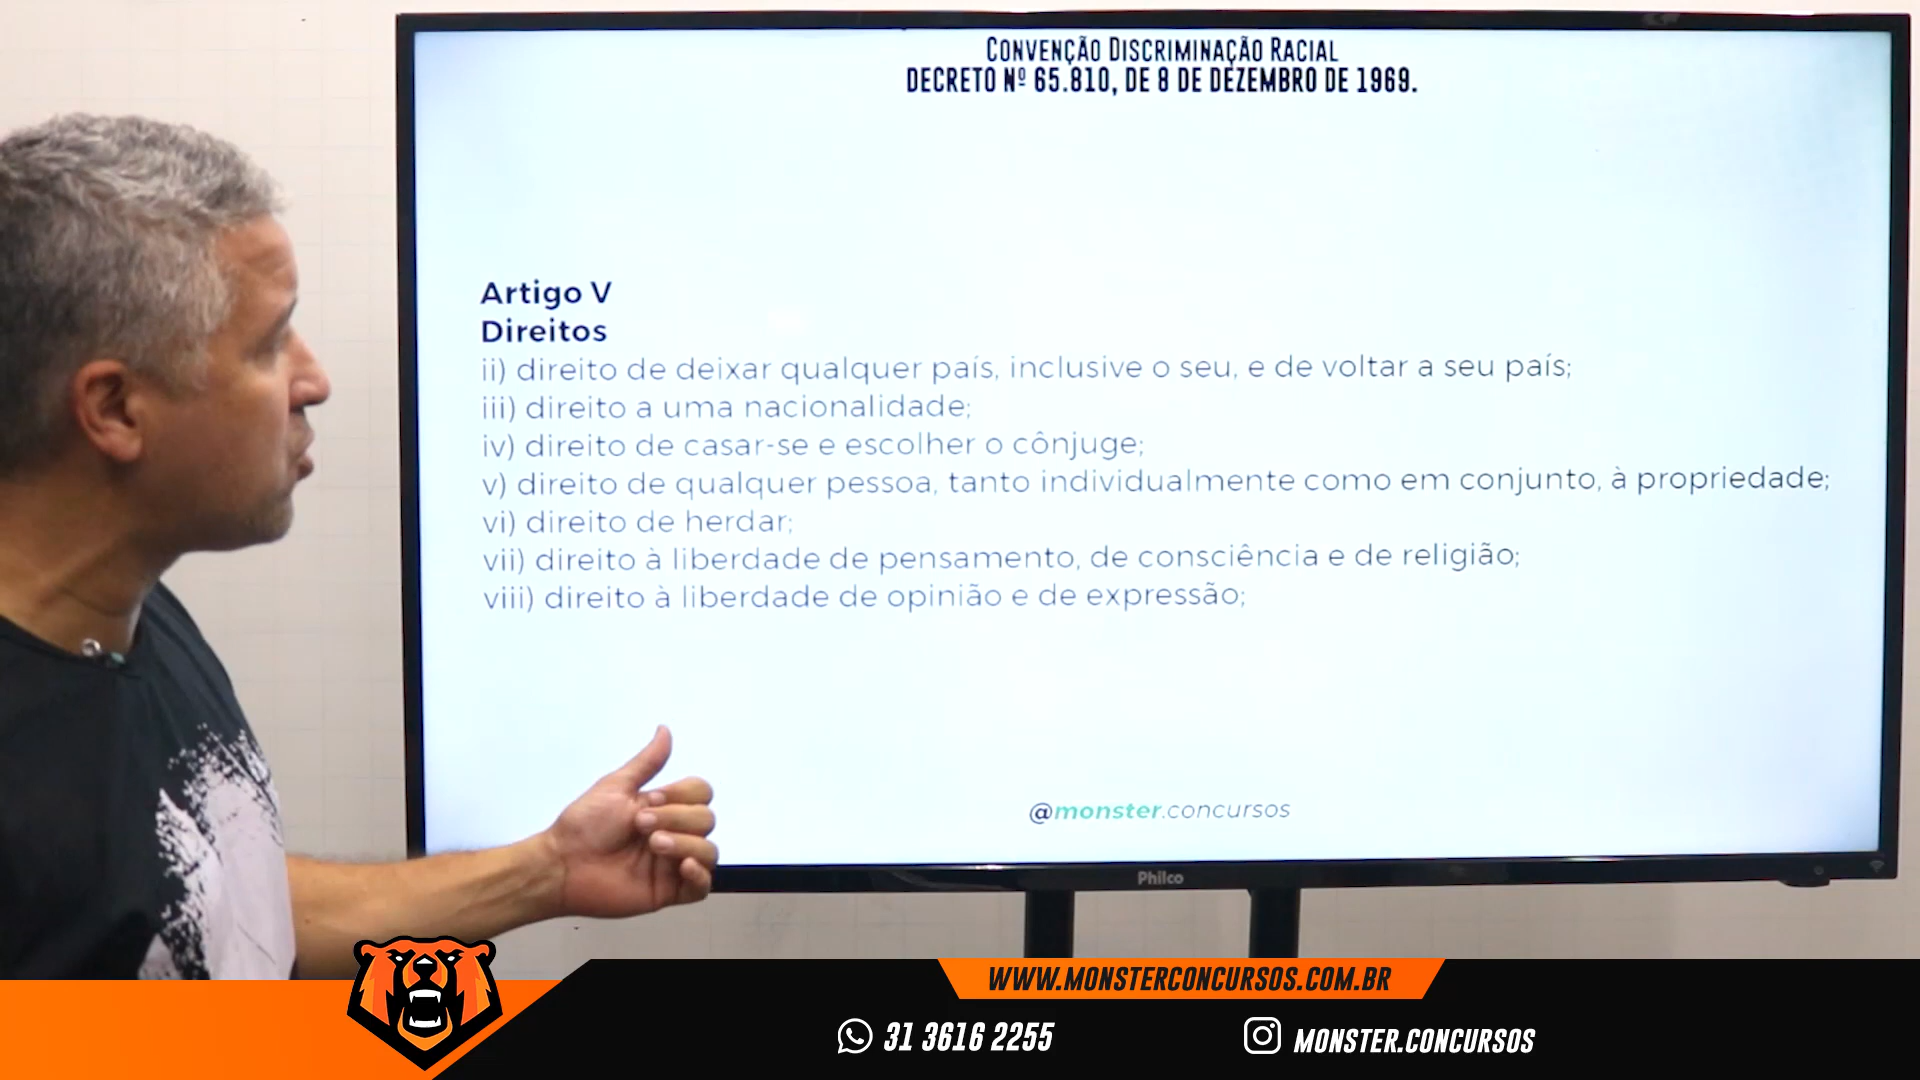 CONVENÇÃO DISCRIMINAÇÃO RACIAL
DECRETO Nº 65.810, DE 8 DE DEZEMBRO DE 1969.
Artigo V
Direitos
ii) direito de deixar qualquer país, inclusive o seu, e de voltar a seu país;
iii) direito a uma nacionalidade;
iv) direito de casar-se e escolher o cônjuge;
v) direito de qualquer pessoa, tanto individualmente como em conjunto, à propriedade;
vi) direito de herdar;
vii) direito à liberdade de pensamento, de consciência e de religião;
viii) direito à liberdade de opinião e de expressão;
@monster.concursos
Philco
WWW.MONSTERCONCURSOS.COM.BR
31 3616 2255
MONSTER.CONCURSOS